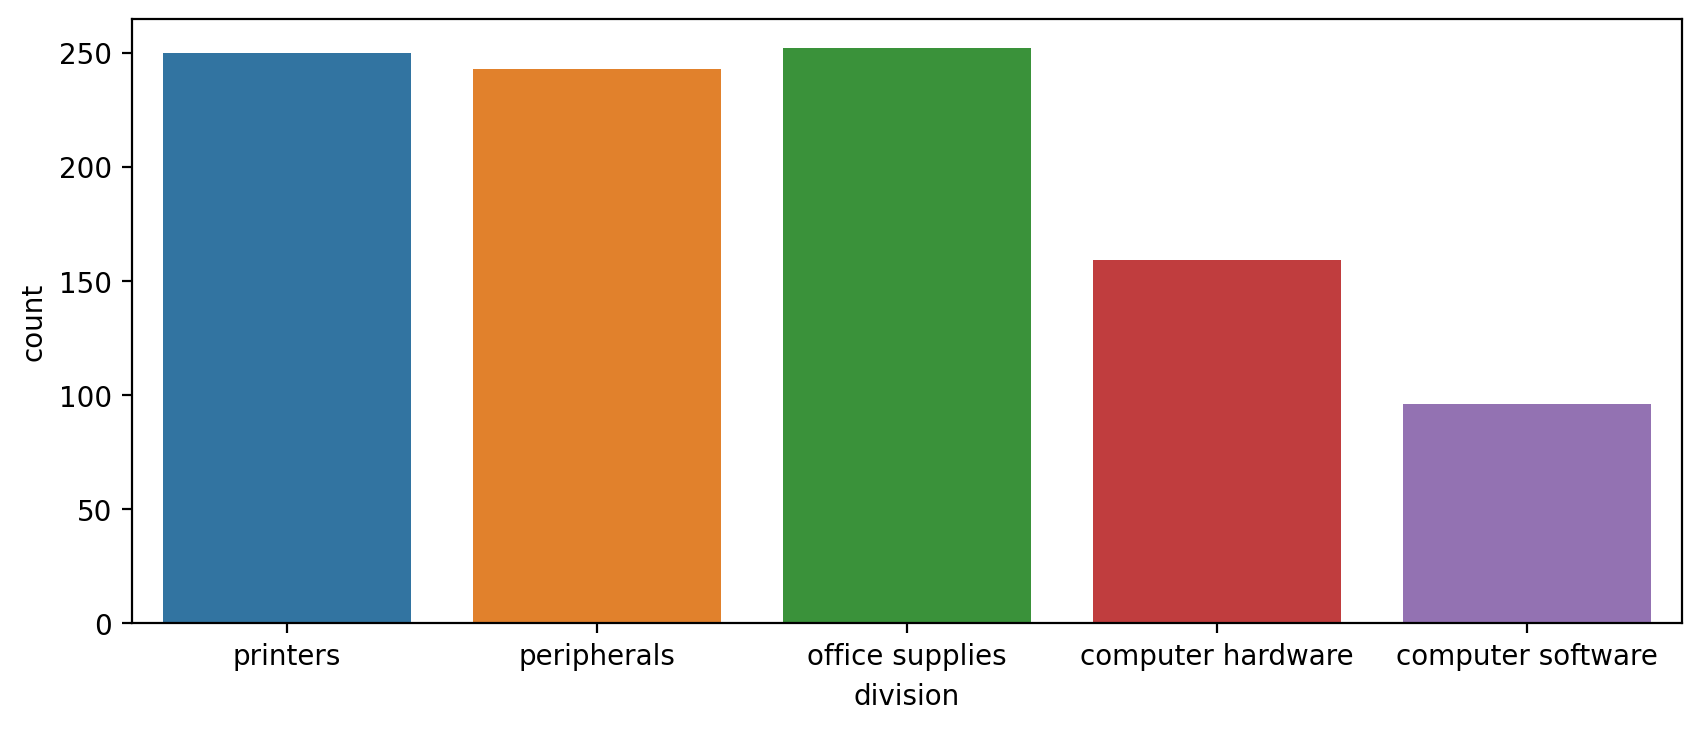 250
200
150
100
50
0
count
printers peripherals office supplies computer hardware computer software
division